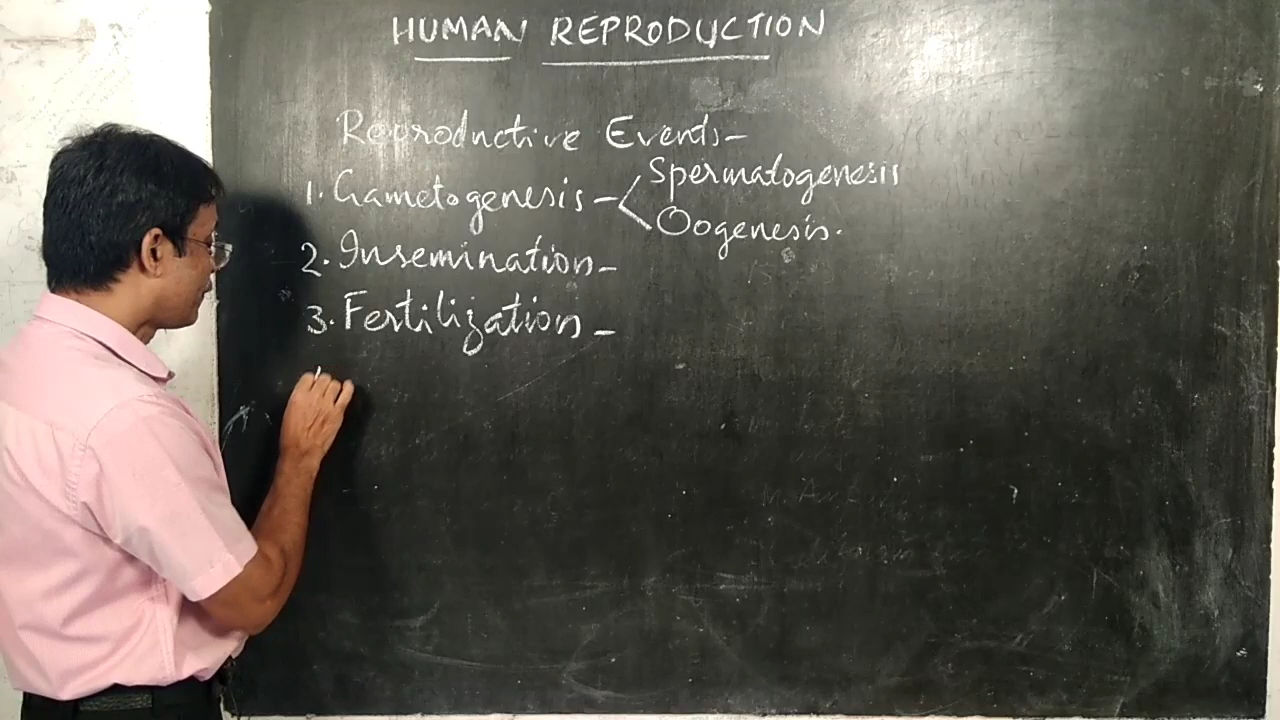 HUMAN REPRODUCTION
Reproductive Events-
1. Gametogenesis - < Spermatogenesis
Oogenesis.
2. Insemination-
3. Fertilization-